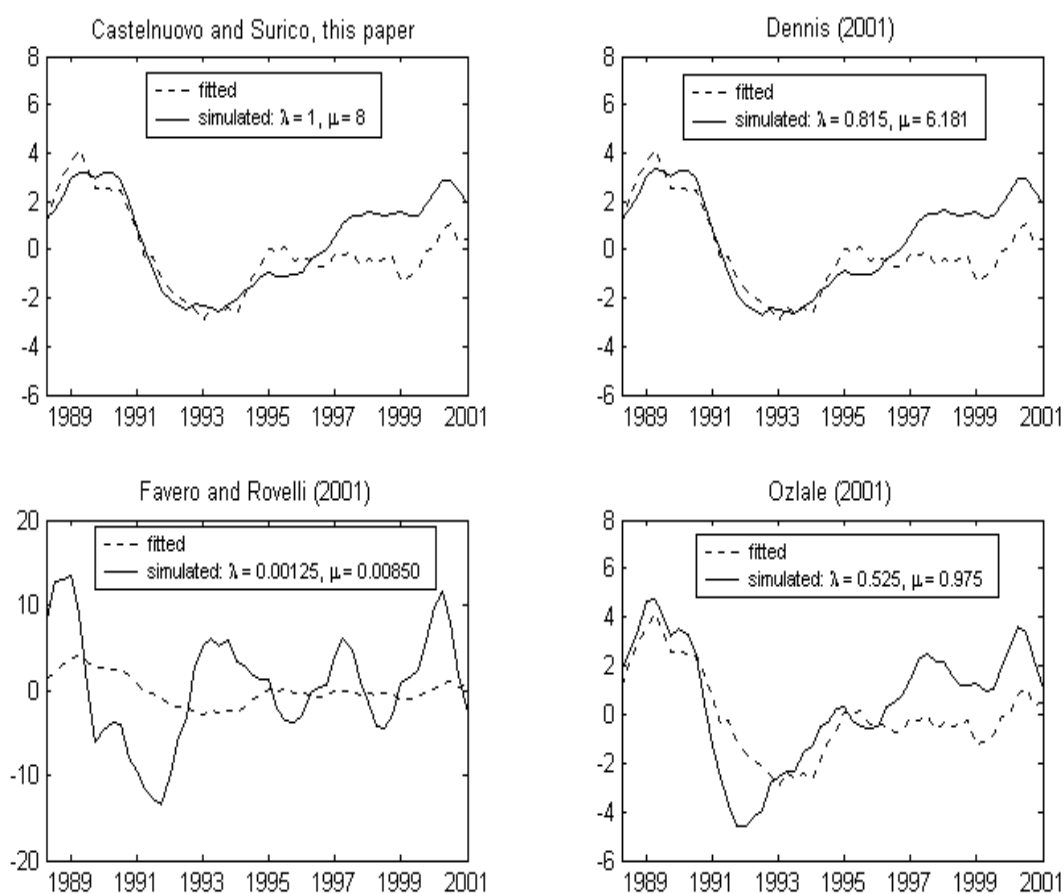 Castelnuovo and Surico, this paper
8
6
4
2
0
-2
-4
-6
fitted
simulated: λ = 1, μ = 8
1989 1991 1993 1995 1997 1999 2001
Dennis (2001)
8
6
4
2
0
-2
-4
-6
fitted
simulated: λ = 0.815, μ = 6.181
1989 1991 1993 1995 1997 1999 2001
Favero and Rovelli (2001)
20
10
0
-10
-20
fitted
simulated: λ = 0.00125, μ = 0.00850
1989 1991 1993 1995 1997 1999 2001
Ozlale (2001)
8
6
4
2
0
-2
-4
-6
fitted
simulated: λ = 0.525, μ = 0.975
1989 1991 1993 1995 1997 1999 2001